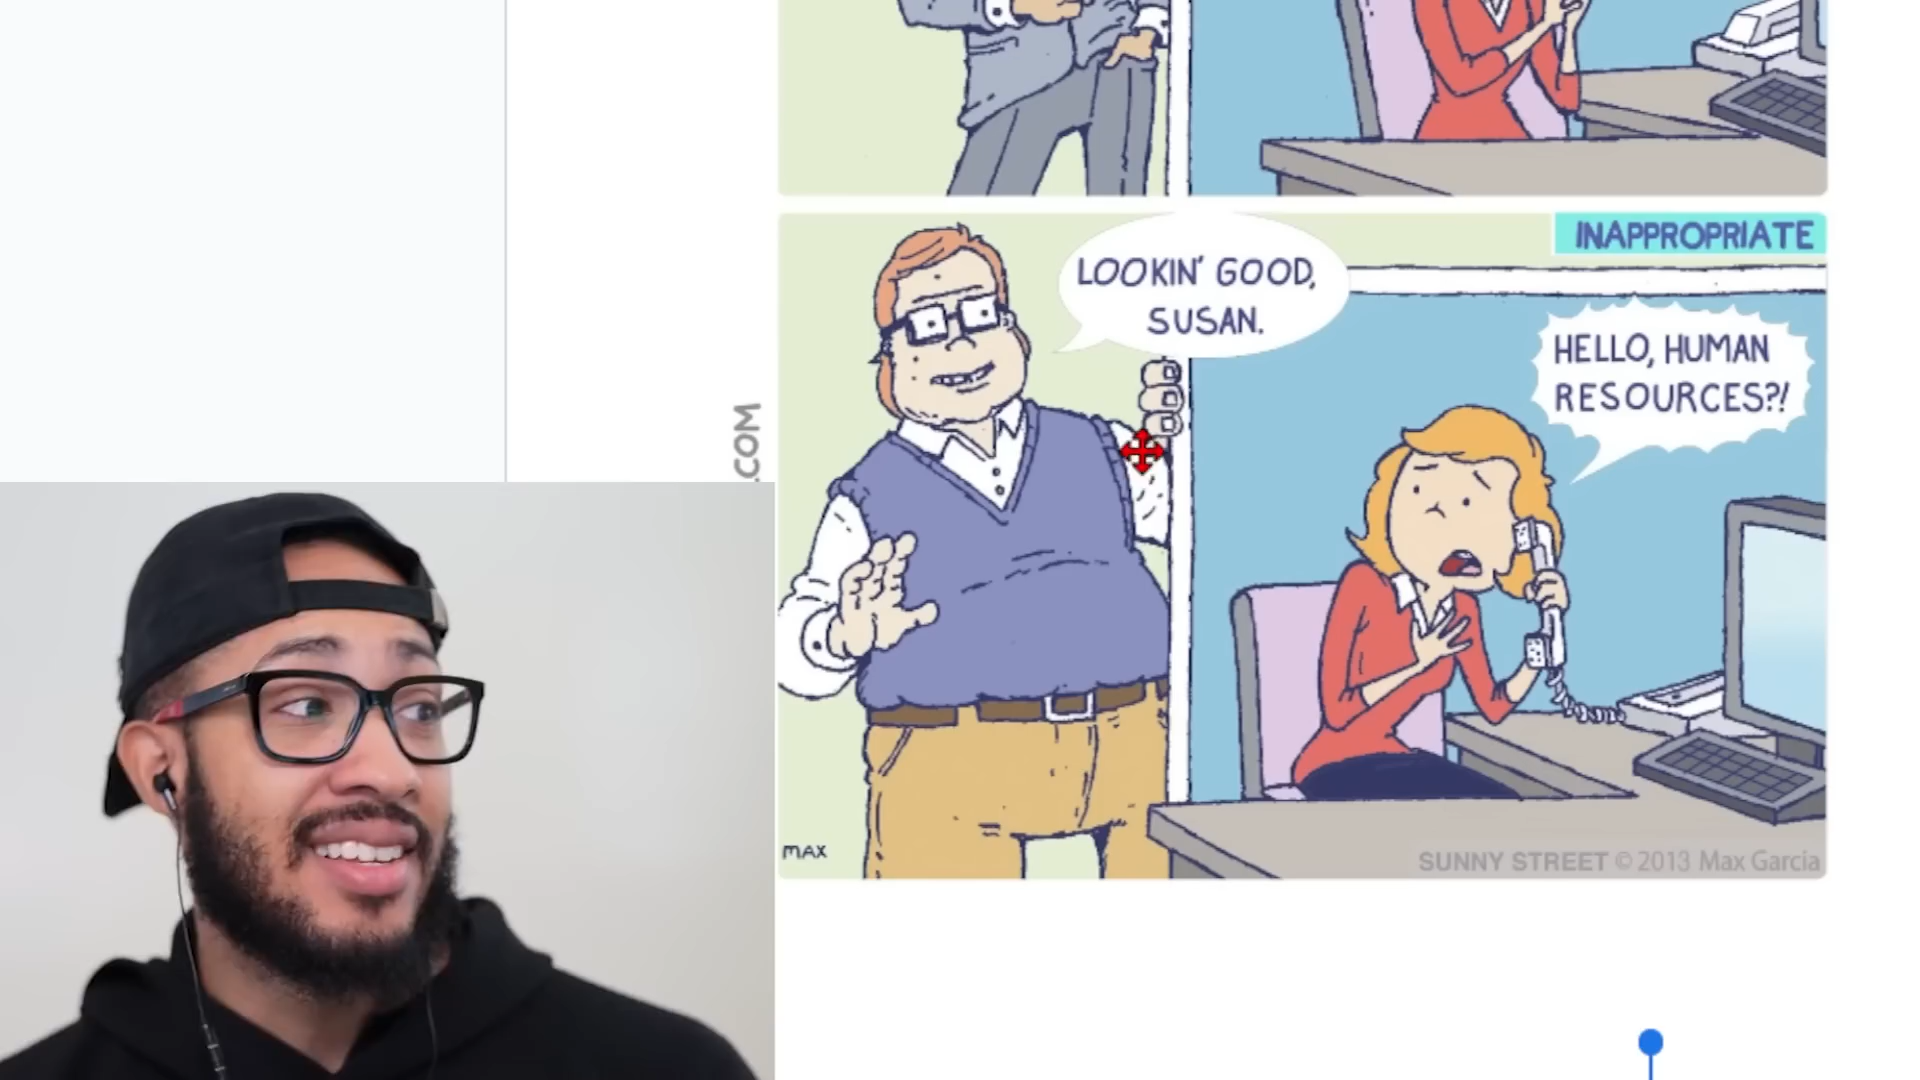 INAPPROPRIATE
LOOKIN' GOOD,
SUSAN.
HELLO, HUMAN
RESOURCES?!
.COM
MAX
SUNNY STREET © 2013 Max Garcia